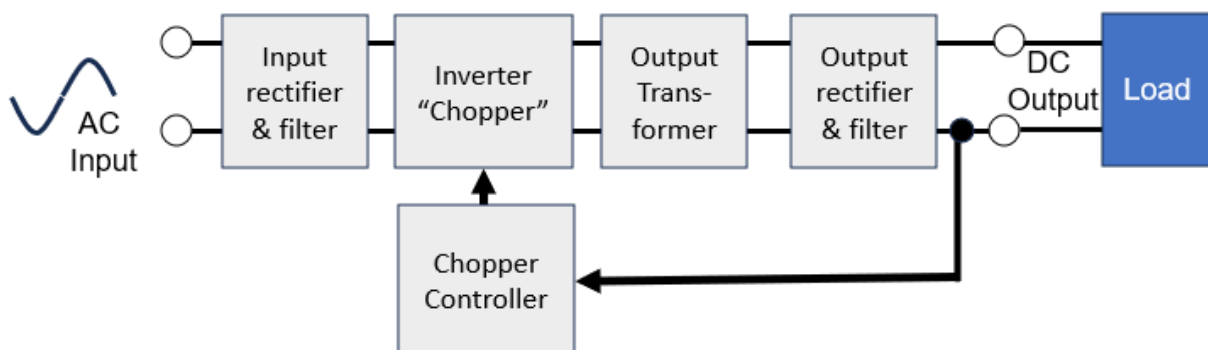 AC
Input
Input
rectifier
& filter
Inverter
“Chopper”
Output
Trans-
former
Output
rectifier
& filter
DC
Output
Load
Chopper
Controller